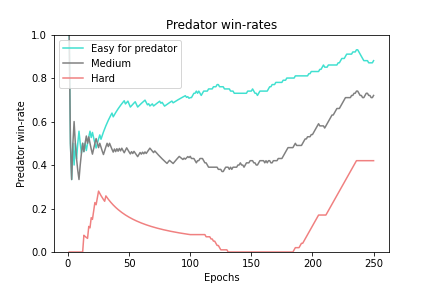 Predator win-rates
Predator win-rate
1.0
0.8
0.6
0.4
0.2
0.0
Easy for predator
Medium
Hard
0
50
100
150
200
250
Epochs